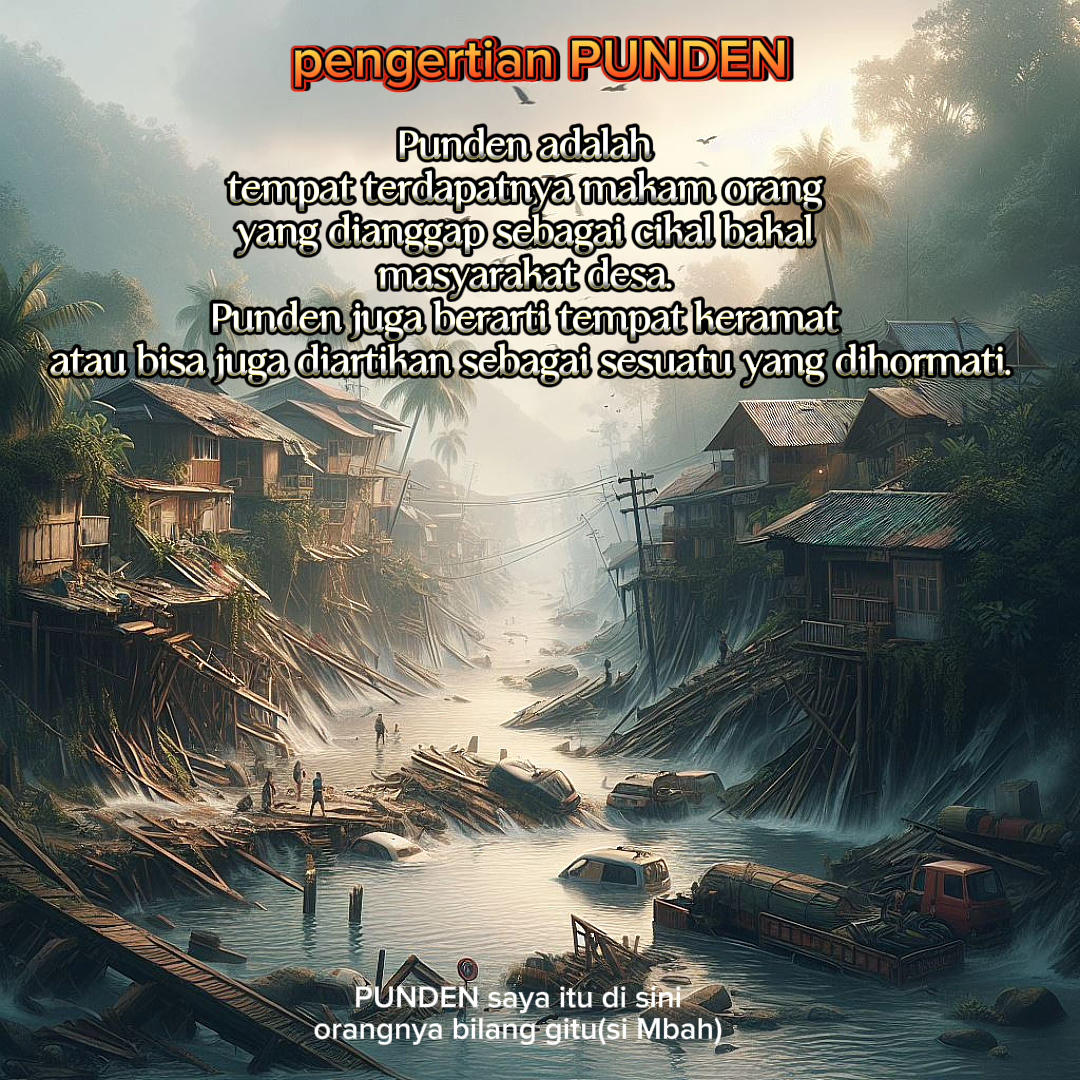 pengertian PUNDEN
Punden adalah
tempat terdapatnya makam orang
yang dianggap sebagai cikal bakal
masyarakat desa.
Punden juga berarti tempat keramat
atau bisa juga diartikan sebagai sesuatu yang dihormati.
PUNDEN saya itu di sini
orangnya bilang gitu(si Mbah)